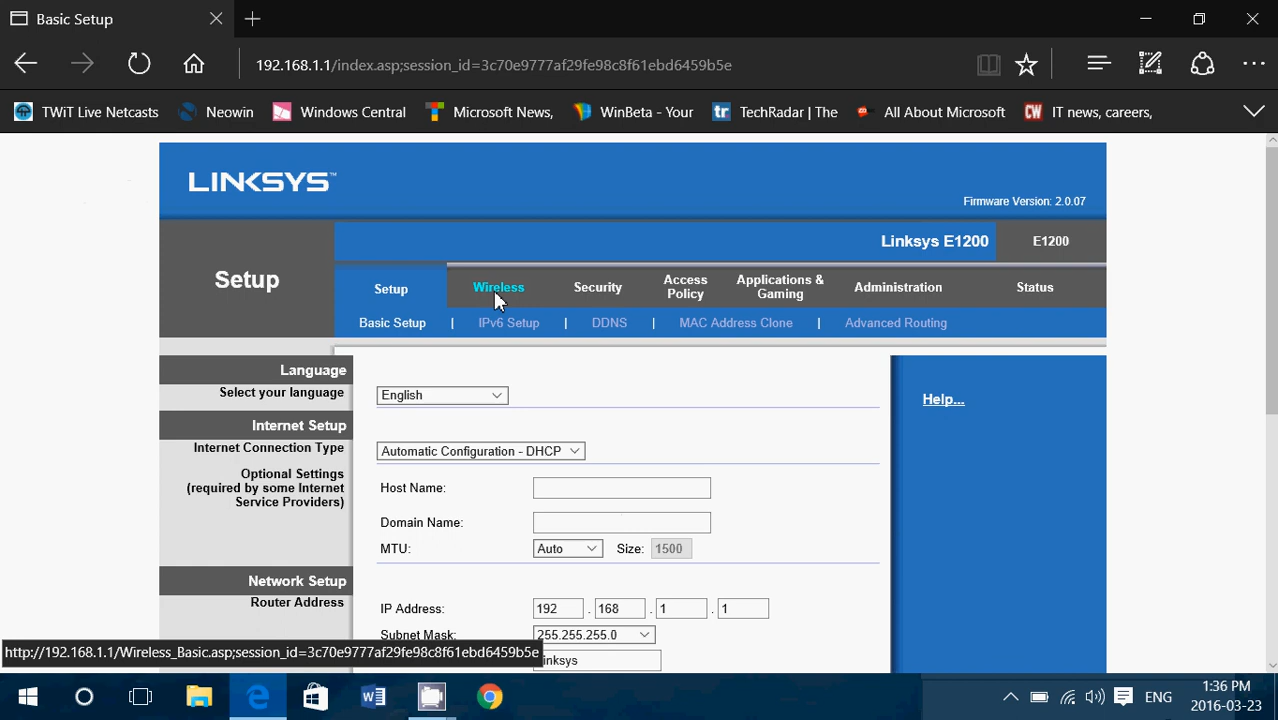 Basic Setup
192.168.1.1/index.asp;session_id=3c70e9777af29fe98c8f61ebd6459b5e
TWiT Live Netcasts Neowin Windows Central Microsoft News, WinBeta - Your TechRadar | The All About Microsoft IT news, careers,
LINKSYS™
Firmware Version: 2.0.07
Linksys E1200 E1200
Setup
Setup Wireless Security Access Policy Applications & Gaming Administration Status
Basic Setup | IPv6 Setup | DDNS | MAC Address Clone | Advanced Routing
Language
Select your language English
Help...
Internet Setup
Internet Connection Type Automatic Configuration - DHCP
Optional Settings
(required by some Internet
Service Providers)
Host Name:
Domain Name:
MTU: Auto Size: 1500
Network Setup
Router Address
IP Address: 192 . 168 . 1 . 1
Subnet Mask: 255.255.255.0
http://192.168.1.1/Wireless_Basic.asp;session_id=3c70e9777af29fe98c8f61ebd6459b5e
ENG
1:36 PM
2016-03-23